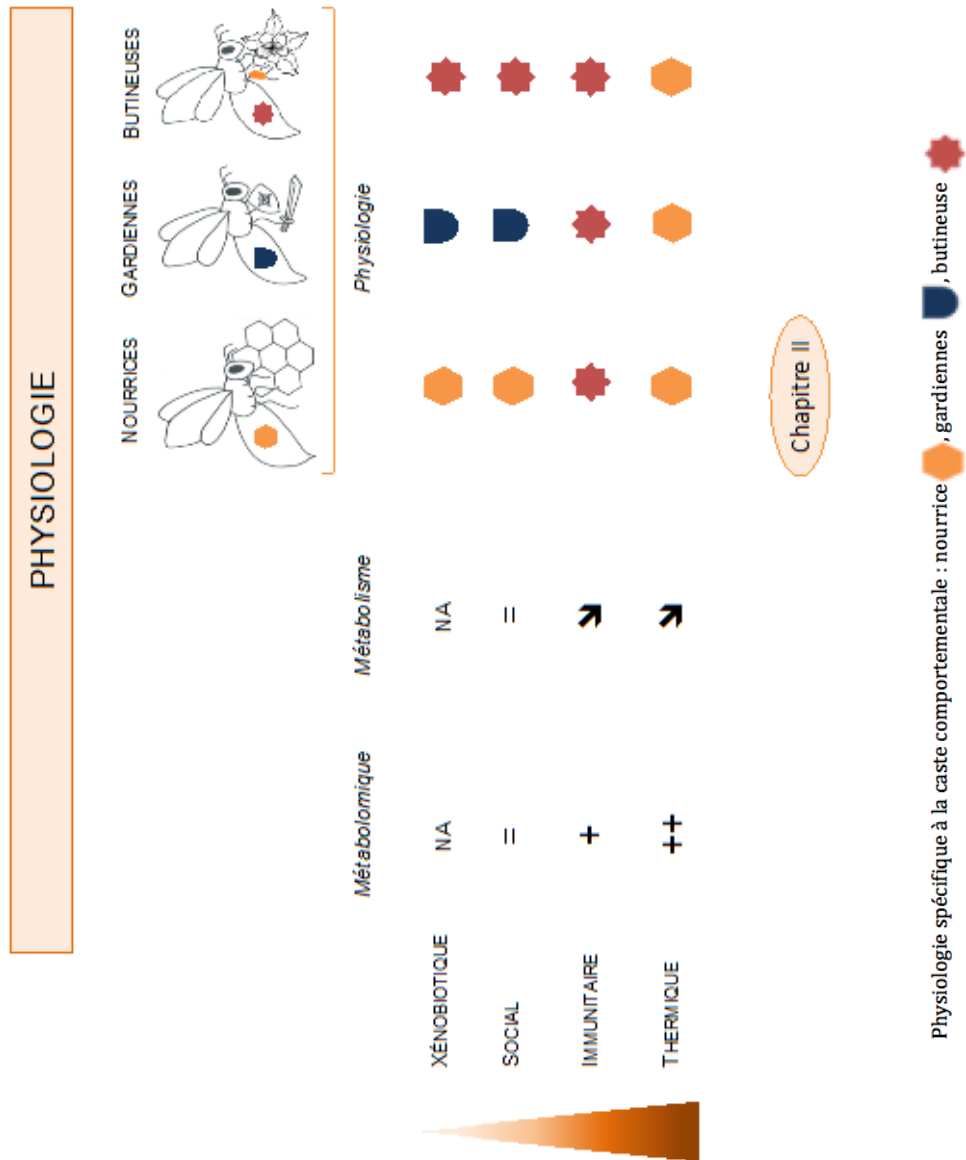 PHYSIOLOGIE
NOURRICES GARDIENNES BUTINEUSES
Métabolomique Métabolisme Physiologie
XÉNOBIOTIQUE NA NA
SOCIAL = =
IMMUNITAIRE +
THERMIQUE ++
Chapitre II
Physiologie spécifique à la caste comportementale : nourrice , gardiennes , butineuse